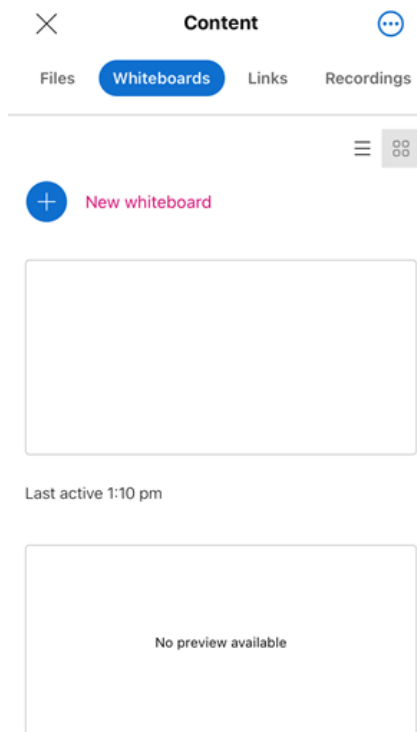 Content
Files Whiteboards Links Recordings
New whiteboard
Last active 1:10 pm
No preview available